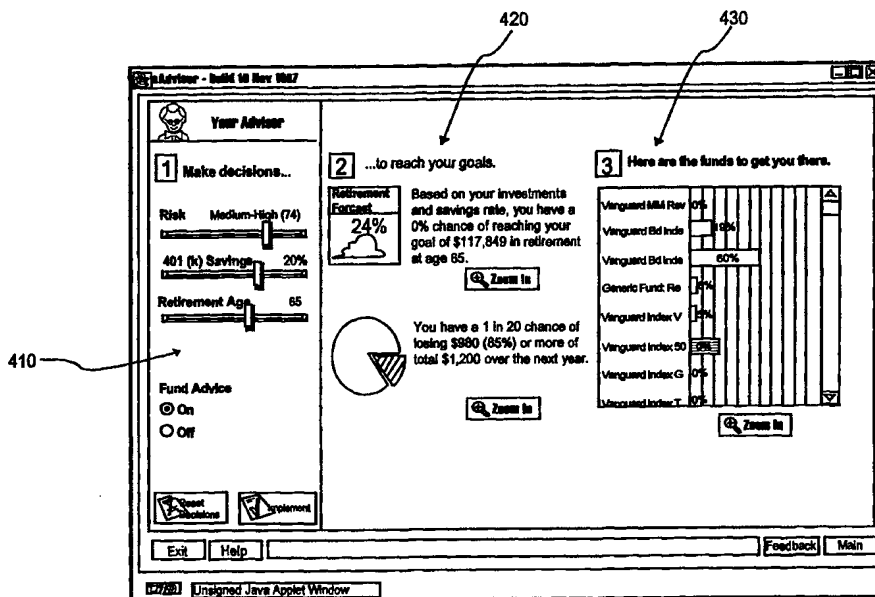 420
430
Advisor - Build 10 Nov 1997
Your Advisor
1 Make decisions...
Risk Medium-High (74)
401 (k) Savings 20%
Retirement Age 65
410
Fund Advice
On
Off
Reset Decisions
Implement
2 ...to reach your goals.
Retirement
Forcast
24%
Based on your investments
and savings rate, you have a
0% chance of reaching your
goal of $117,849 in retirement
at age 65.
Zoom In
You have a 1 in 20 chance of
losing $980 (85%) or more of
total $1,200 over the next year.
Zoom In
3 Here are the funds to get you there.
Vanguard MM Rsv 0%
Vanguard Bd Inde 19%
Vanguard Bd Inde 60%
Generic Fund: Re
Vanguard Index V
Vanguard Index 50 0%
Vanguard Index G 0%
Vanguard Index T 0%
Zoom In
Exit Help Feedback Main
Unsigned Java Applet Window